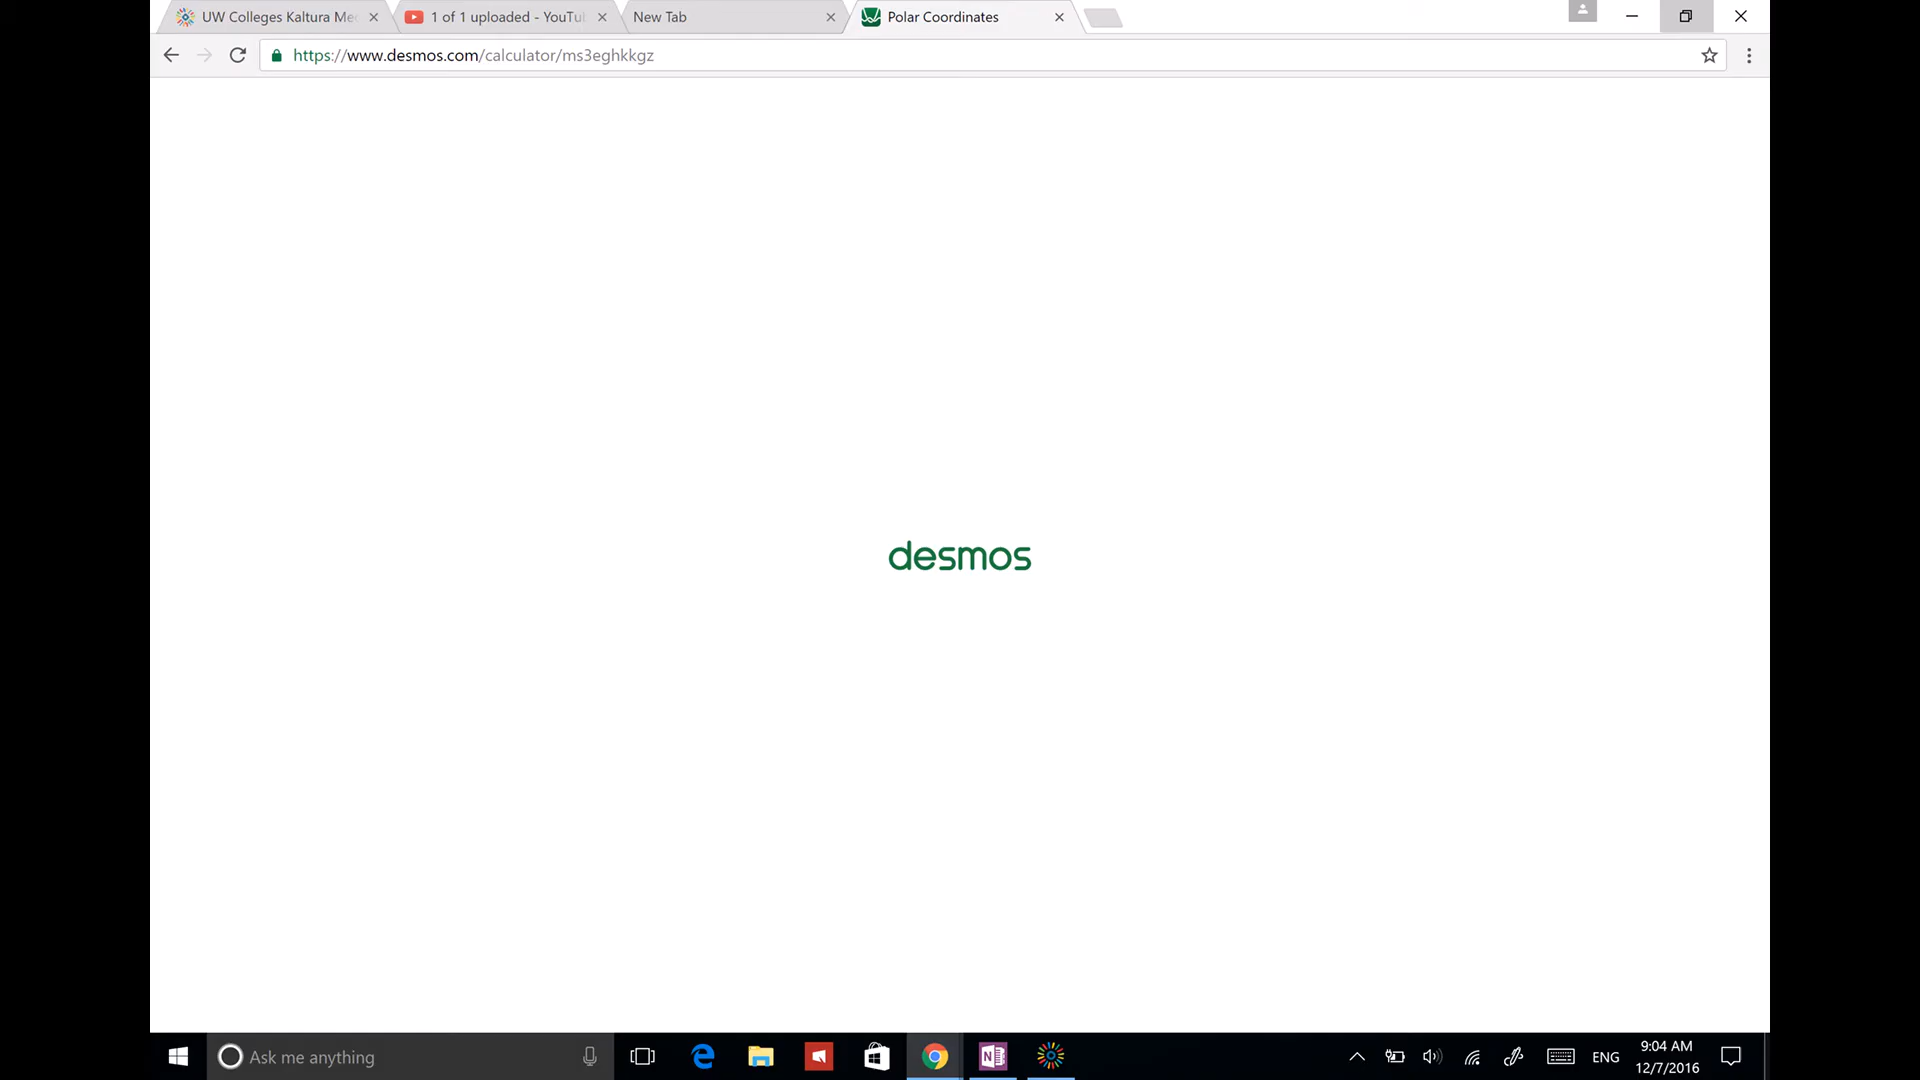 UW Colleges Kaltura Me
1 of 1 uploaded - YouTu
New Tab
Polar Coordinates
https://www.desmos.com/calculator/ms3eghkkgz
desmos
Ask me anything
ENG
9:04 AM
12/7/2016